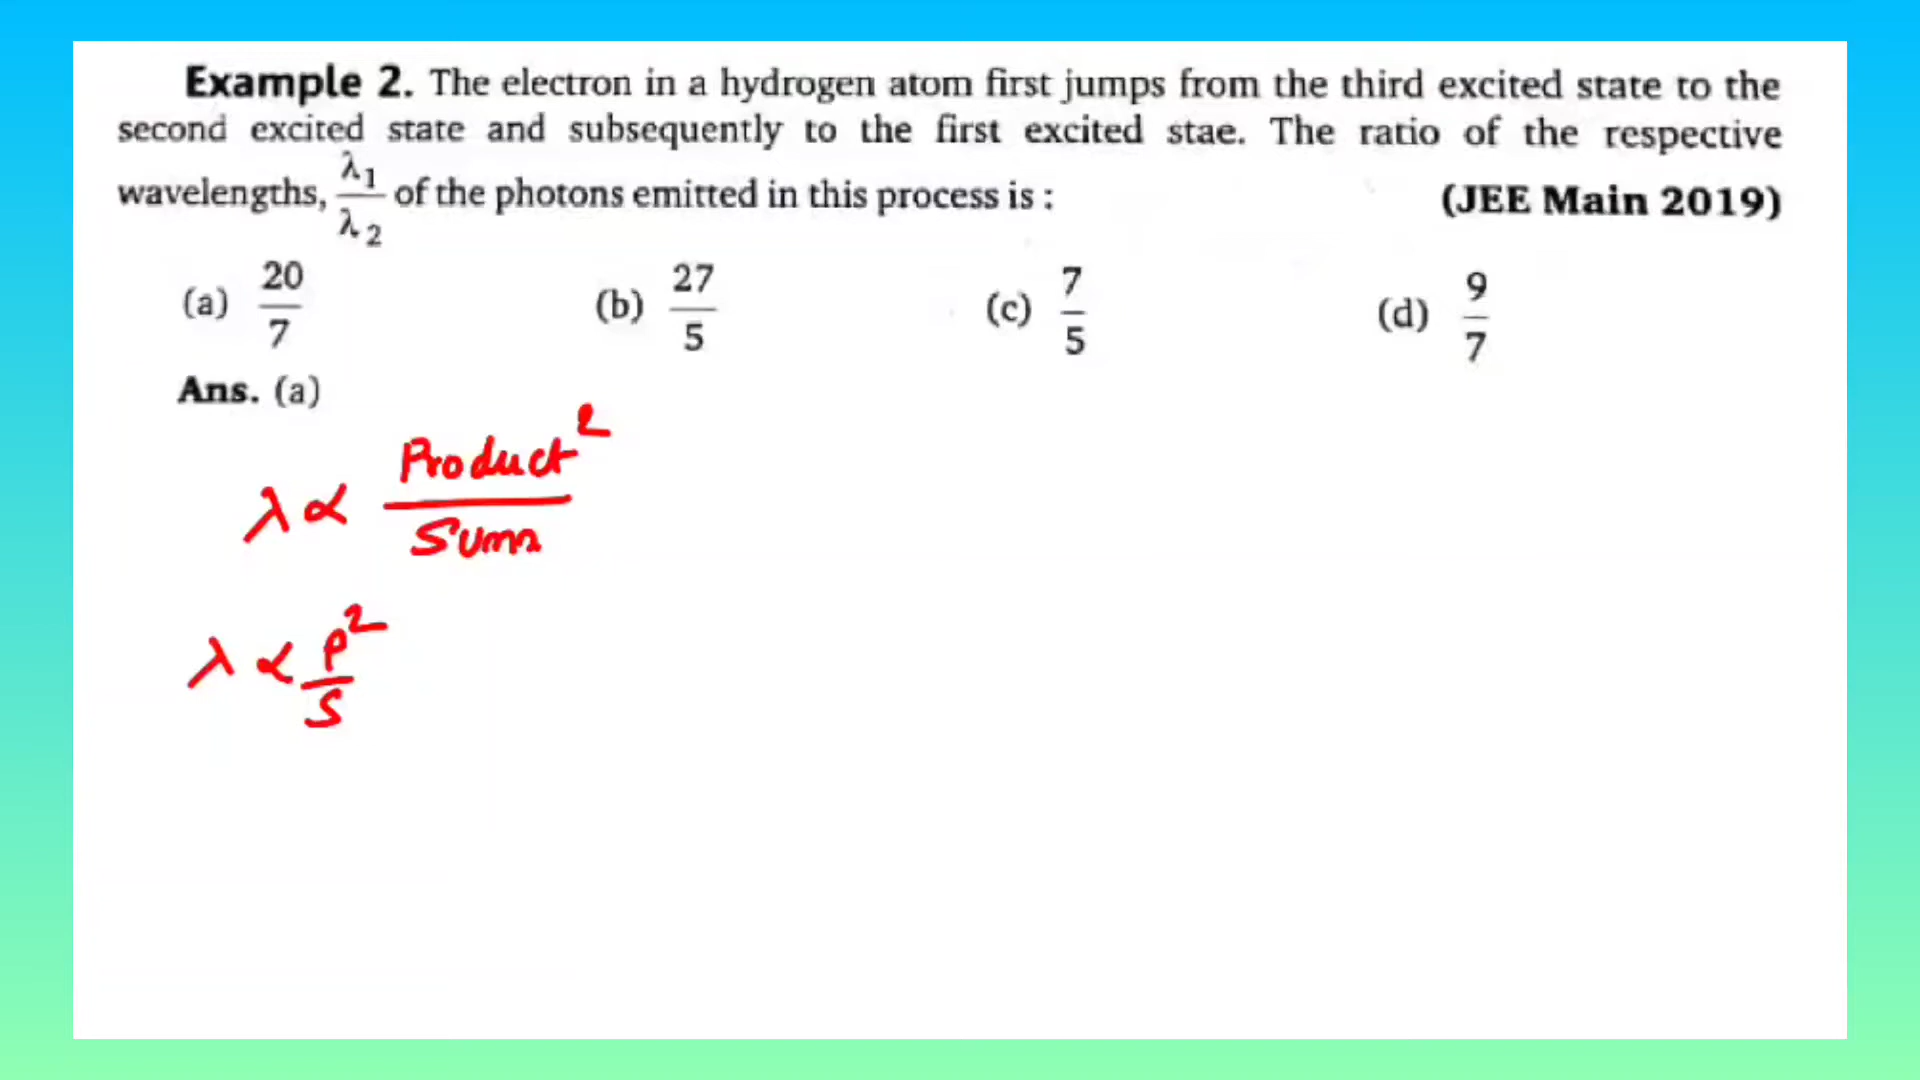 Example 2. The electron in a hydrogen atom first jumps from the third excited state to the
second excited state and subsequently to the first excited stae. The ratio of the respective
wavelengths, λ1/λ2 of the photons emitted in this process is : (JEE Main 2019)
(a) 20/7 (b) 27/5 (c) 7/5 (d) 9/7
Ans. (a)
λ ∝ Product²/Sum
λ ∝ P²/S